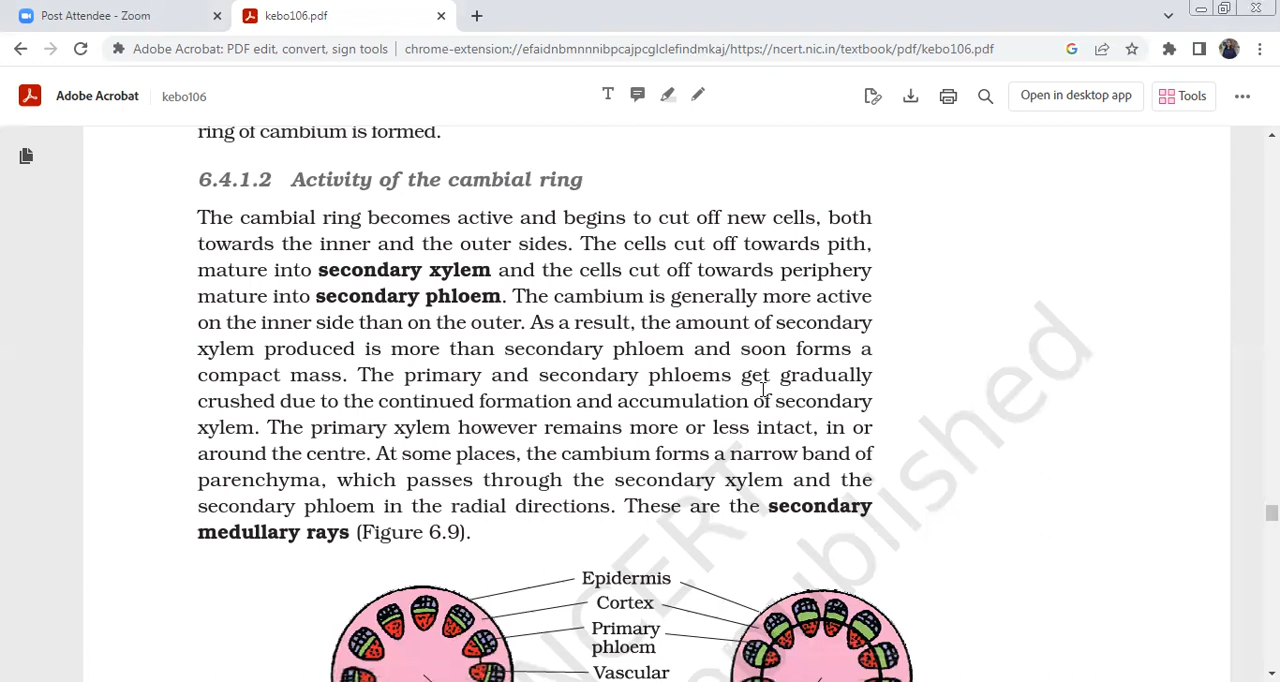 Post Attendee - Zoom
kebo106.pdf
Adobe Acrobat: PDF edit, convert, sign tools | chrome-extension://efaidnbmnnnibpcajpcglclefindmkaj/https://ncert.nic.in/textbook/pdf/kebo106.pdf
Adobe Acrobat kebo106 Open in desktop app Tools
ring of cambium is formed.
6.4.1.2 Activity of the cambial ring
The cambial ring becomes active and begins to cut off new cells, both
towards the inner and the outer sides. The cells cut off towards pith,
mature into secondary xylem and the cells cut off towards periphery
mature into secondary phloem. The cambium is generally more active
on the inner side than on the outer. As a result, the amount of secondary
xylem produced is more than secondary phloem and soon forms a
compact mass. The primary and secondary phloems get gradually
crushed due to the continued formation and accumulation of secondary
xylem. The primary xylem however remains more or less intact, in or
around the centre. At some places, the cambium forms a narrow band of
parenchyma, which passes through the secondary xylem and the
secondary phloem in the radial directions. These are the secondary
medullary rays (Figure 6.9).
Epidermis
Cortex
Primary
phloem
Vascular
NCERT
published